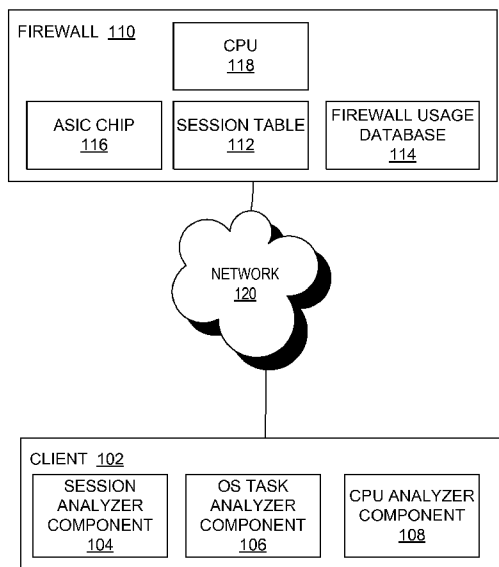 FIREWALL 110
CPU
118
ASIC CHIP
116
SESSION TABLE
112
FIREWALL USAGE
DATABASE
114
NETWORK
120
CLIENT 102
SESSION
ANALYZER
COMPONENT
104
OS TASK
ANALYZER
COMPONENT
106
CPU ANALYZER
COMPONENT
108